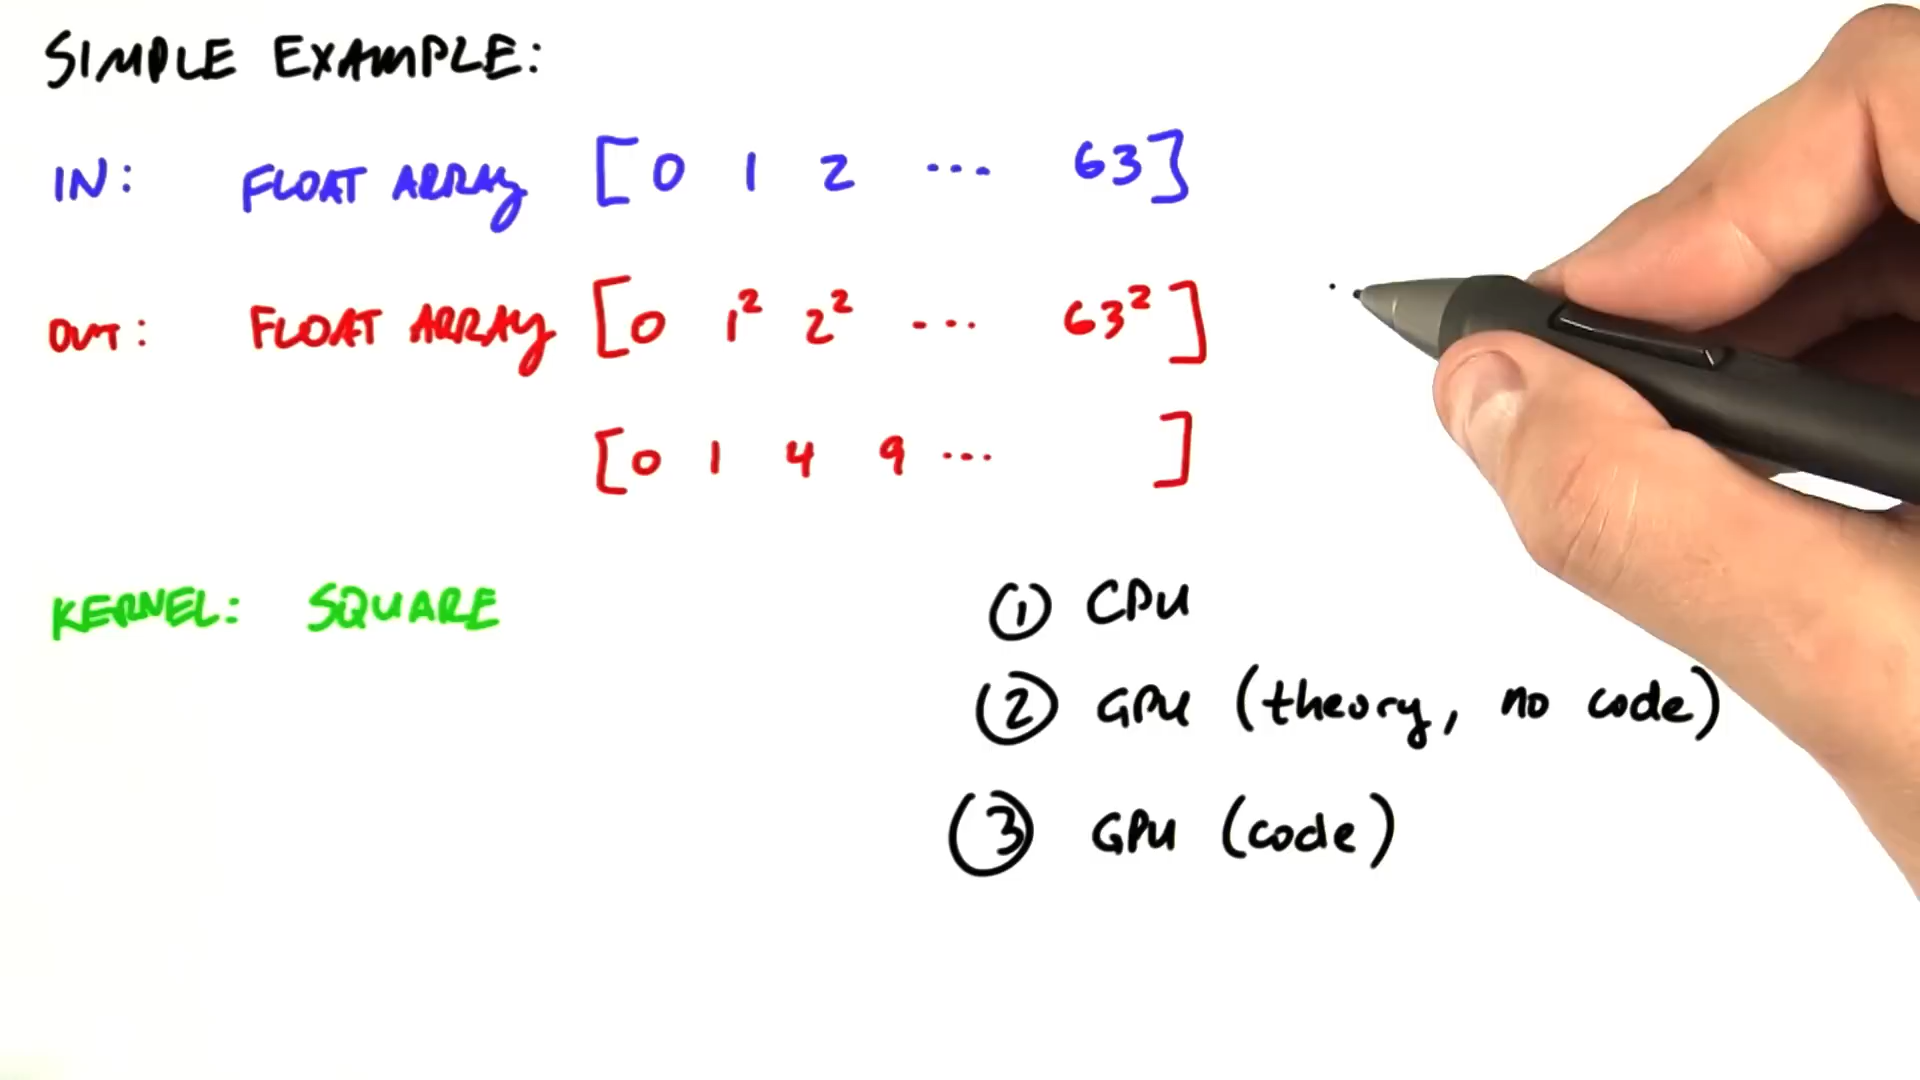 SIMPLE EXAMPLE:
IN: FLOAT ARRAY [0 1 2 ... 63]
OUT: FLOAT ARRAY [0 1² 2² ... 63²]
[0 1 4 9 ... ]
KERNEL: SQUARE
① CPU
② GPU (theory, no code)
③ GPU (code)